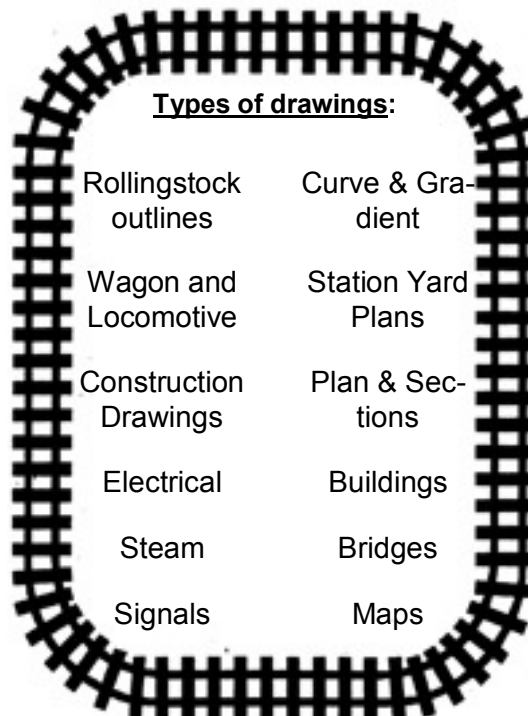 Types of drawings:
Rollingstock
outlines
Wagon and
Locomotive
Construction
Drawings
Electrical
Steam
Signals
Curve & Gra-
dient
Station Yard
Plans
Plan & Sec-
tions
Buildings
Bridges
Maps